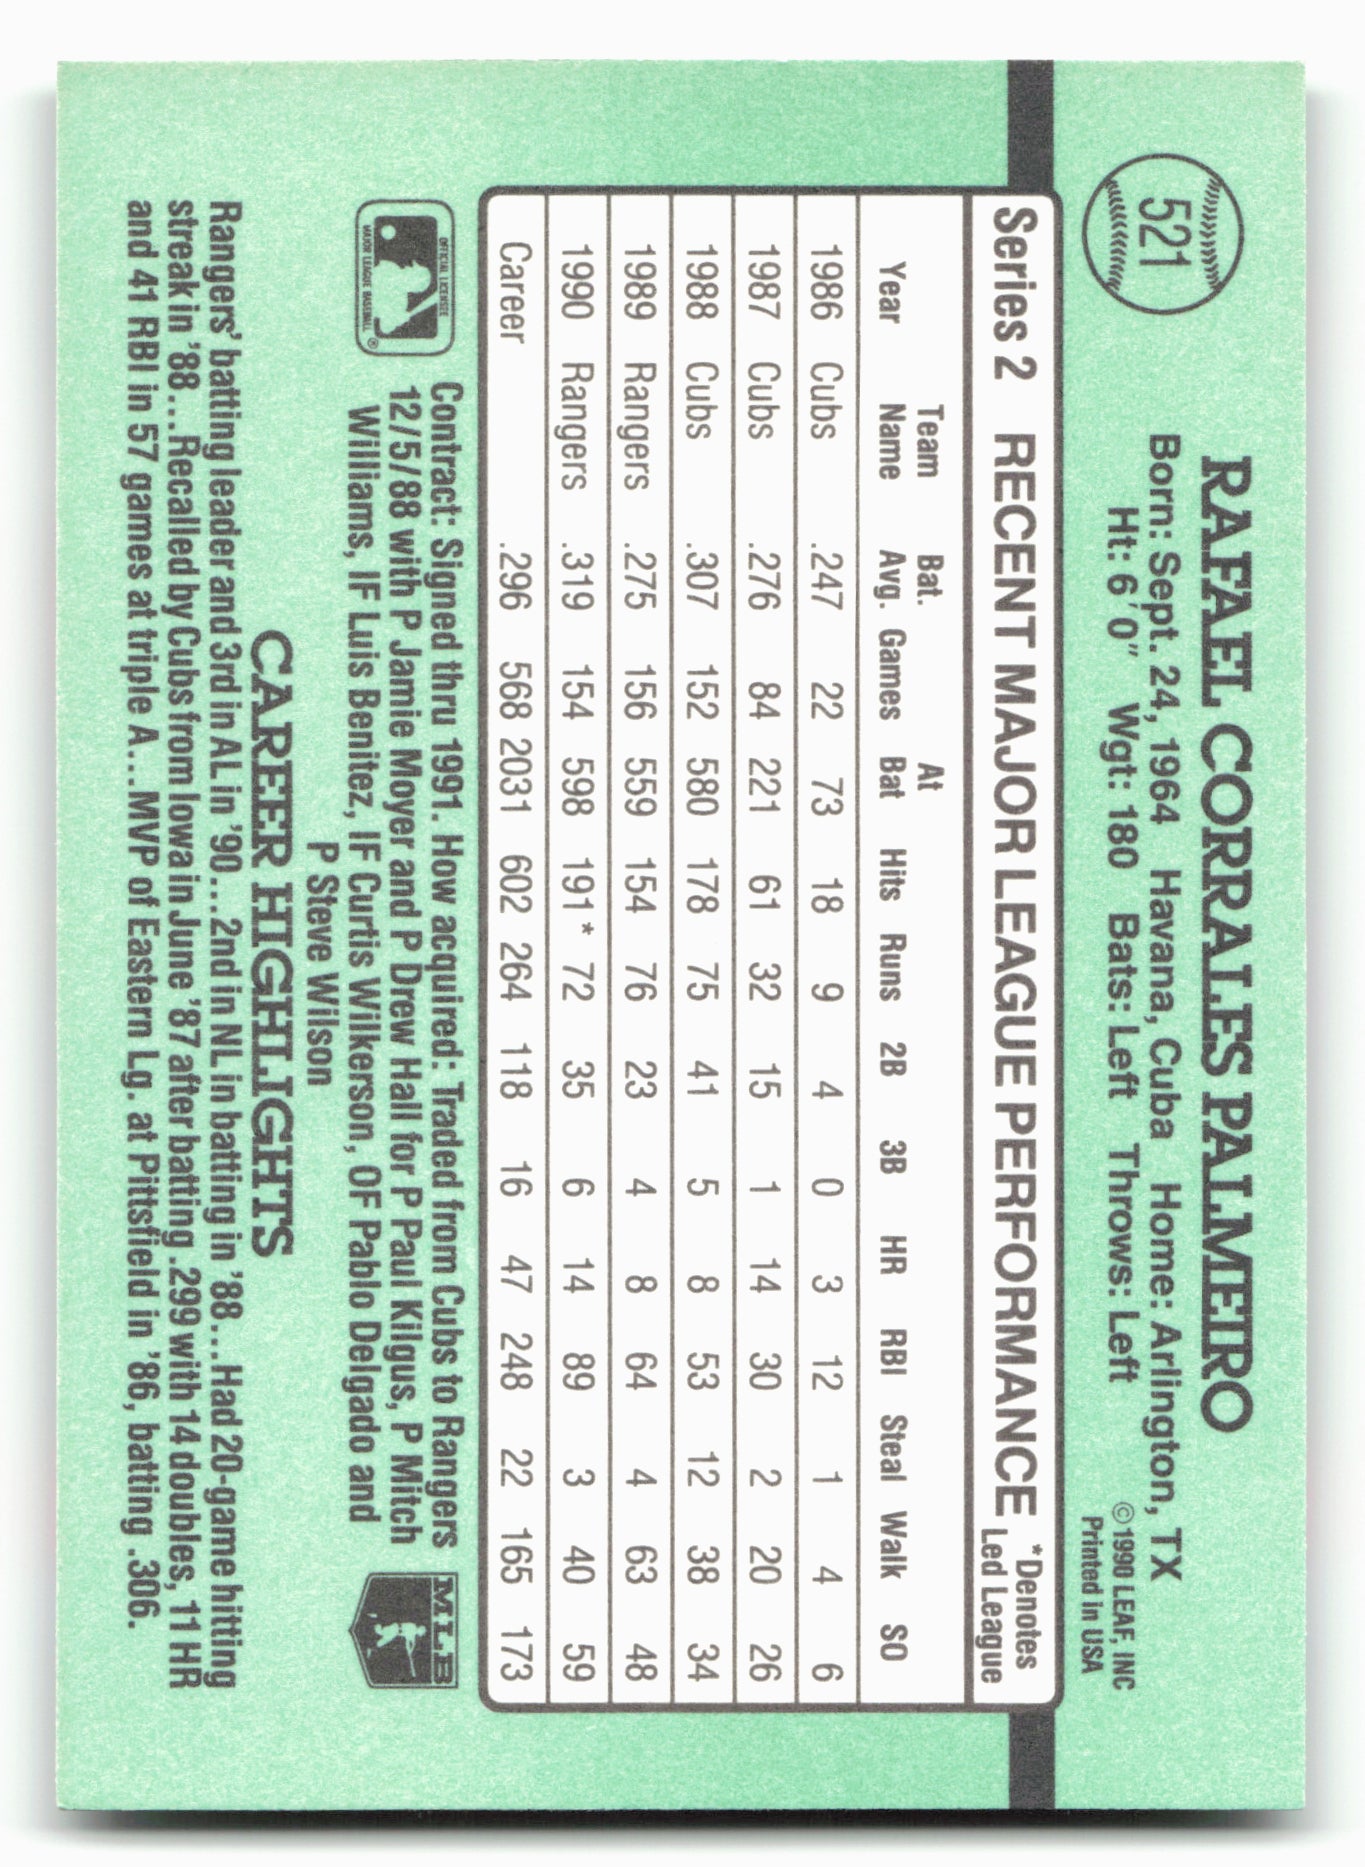 521
RAFAEL CORRALES PALMEIRO
Born: Sept. 24, 1964 Havana, Cuba Home: Arlington, TX
Ht: 6'0" Wgt: 180 Bats: Left Throws: Left
©1990 LEAF, INC
Printed in USA
Series 2 RECENT MAJOR LEAGUE PERFORMANCE *Denotes
Led League
Team Bat. At
Year Name Avg. Games Bat Hits Runs 2B 3B HR RBI Steal Walk SO
1986 Cubs .247 22 73 18 9 4 0 3 12 1 4 6
1987 Cubs .276 84 221 61 32 15 1 14 30 2 20 26
1988 Cubs .307 152 580 178 75 41 5 8 53 12 38 34
1989 Rangers .275 156 559 154 76 23 4 8 64 4 63 48
1990 Rangers .319 154 598 191* 72 35 6 14 89 3 40 59
Career .296 568 2031 602 264 118 16 47 248 22 165 173
OFFICIAL LICENSEE
MAJOR LEAGUE BASEBALL ®
Contract: Signed thru 1991. How acquired: Traded from Cubs to Rangers
12/5/88 with P Jamie Moyer and P Drew Hall for P Paul Kilgus, P Mitch
Williams, IF Luis Benitez, IF Curtis Wilkerson, OF Pablo Delgado and
P Steve Wilson
MLB
CAREER HIGHLIGHTS
Rangers' batting leader and 3rd in AL in '90...2nd in NL in batting in '88...Had 20-game hitting
streak in '88...Recalled by Cubs from Iowa in June '87 after batting .299 with 14 doubles, 11 HR
and 41 RBI in 57 games at triple A...MVP of Eastern Lg. at Pittsfield in '86, batting .306.